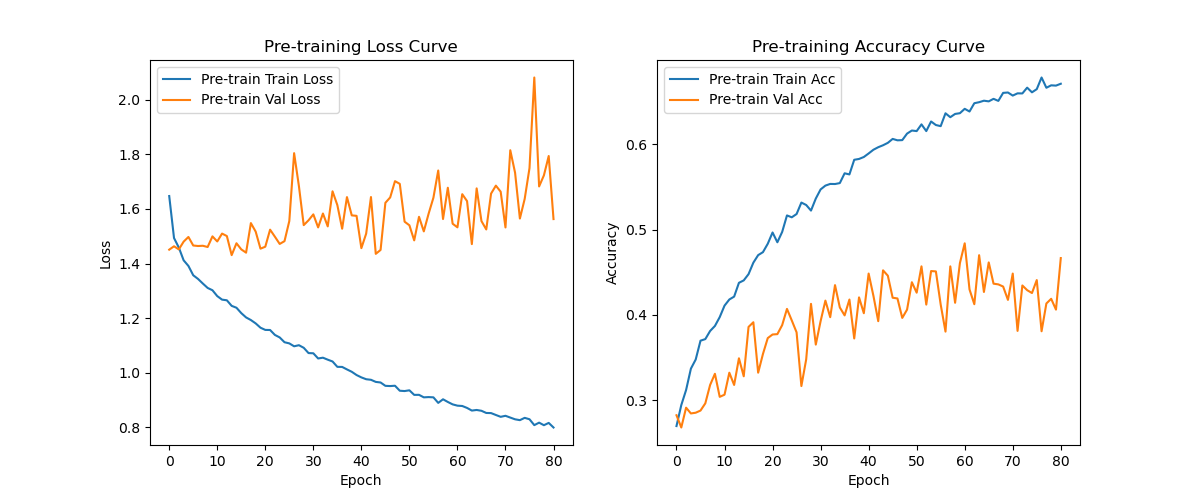 Pre-training Loss Curve
Pre-train Train Loss
Pre-train Val Loss
2.0
1.8
1.6
1.4
1.2
1.0
0.8
Loss
0 10 20 30 40 50 60 70 80
Epoch
Pre-training Accuracy Curve
Pre-train Train Acc
Pre-train Val Acc
0.6
0.5
0.4
0.3
Accuracy
0 10 20 30 40 50 60 70 80
Epoch